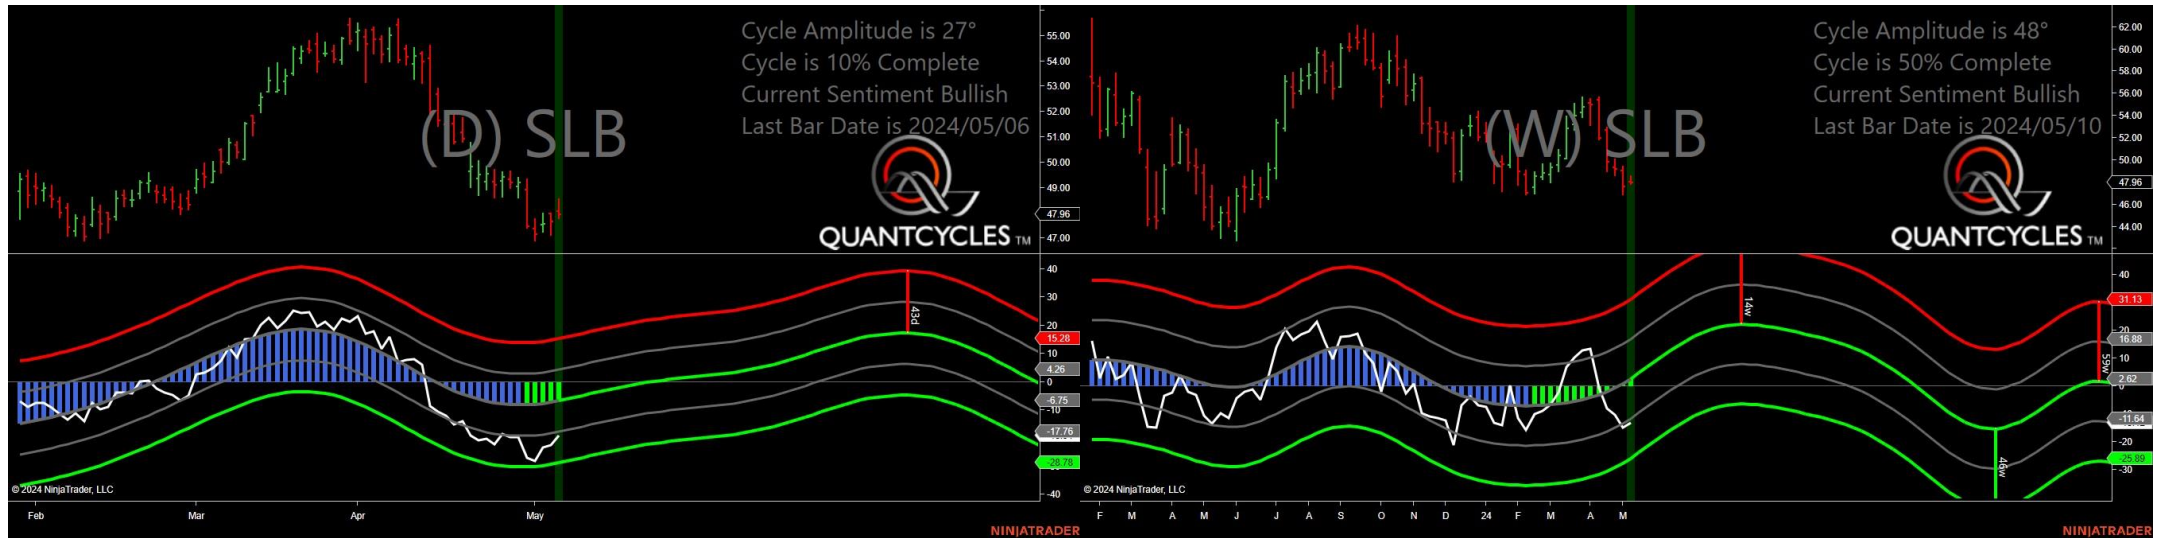 Cycle Amplitude is 27°
Cycle is 10% Complete
Current Sentiment Bullish
Last Bar Date is 2024/05/06
(D) SLB
QUANTCYCLES TM
55.00
54.00
53.00
52.00
51.00
50.00
49.00
47.96
47.00
40
30
20
15.28
10
4.26
0
-6.75
-10
-17.76
-28.78
-40
43d
© 2024 NinjaTrader, LLC
Feb Mar Apr May
NINJATRADER
Cycle Amplitude is 48°
Cycle is 50% Complete
Current Sentiment Bullish
Last Bar Date is 2024/05/10
(W) SLB
QUANTCYCLES TM
62.00
60.00
58.00
56.00
54.00
52.00
50.00
47.96
46.00
44.00
40
31.13
20
16.88
10
2.62
-11.64
-20
-25.89
-30
14w
59w
46w
© 2024 NinjaTrader, LLC
F M A M J J A S O N D 24 F M A M
NINJATRADER